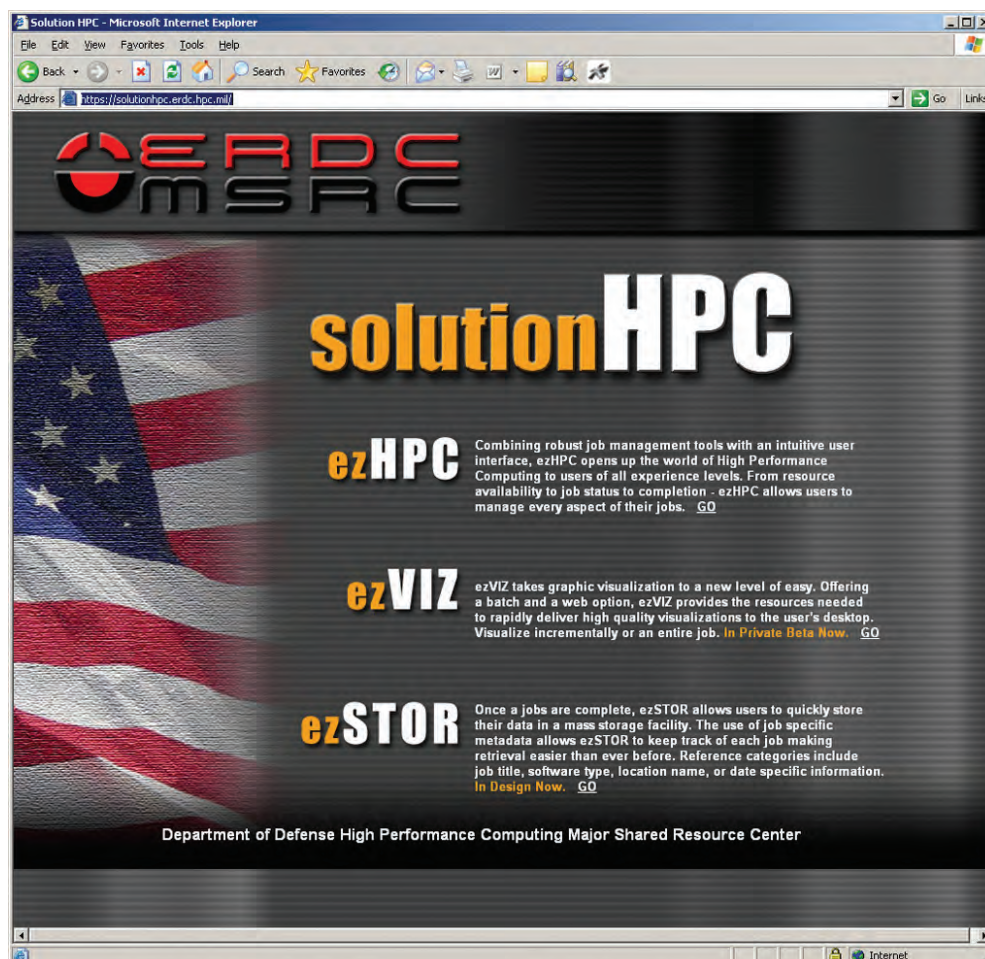 Solution HPC - Microsoft Internet Explorer
File Edit View Favorites Tools Help
Back Search Favorites
Address https://solutionhpc.erdc.hpc.mil/ Go Links
ERDC
MSRC
solutionHPC
ezHPC
Combining robust job management tools with an intuitive user
interface, ezHPC opens up the world of High Performance
Computing to users of all experience levels. From resource
availability to job status to completion - ezHPC allows users to
manage every aspect of their jobs. GO
ezVIZ
ezVIZ takes graphic visualization to a new level of easy. Offering
a batch and a web option, ezVIZ provides the resources needed
to rapidly deliver high quality visualizations to the user's desktop.
Visualize incrementally or an entire job. In Private Beta Now. GO
ezSTOR
Once a jobs are complete, ezSTOR allows users to quickly store
their data in a mass storage facility. The use of job specific
metadata allows ezSTOR to keep track of each job making
retrieval easier than ever before. Reference categories include
job title, software type, location name, or date specific information.
In Design Now. GO
Department of Defense High Performance Computing Major Shared Resource Center
Internet